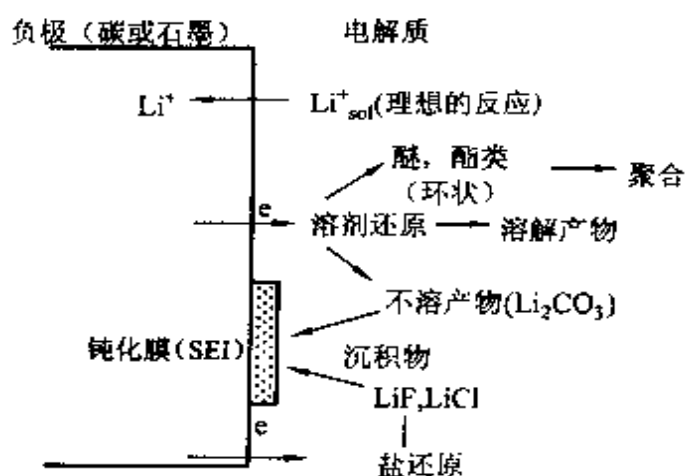 负极（碳或石墨） 电解质
Li⁺ Li⁺sol(理想的反应)
醚，酯类
（环状）
聚合
e
溶剂还原
溶解产物
不溶产物(Li₂CO₃)
钝化膜(SEI)
沉积物
LiF,LiCl
e
盐还原